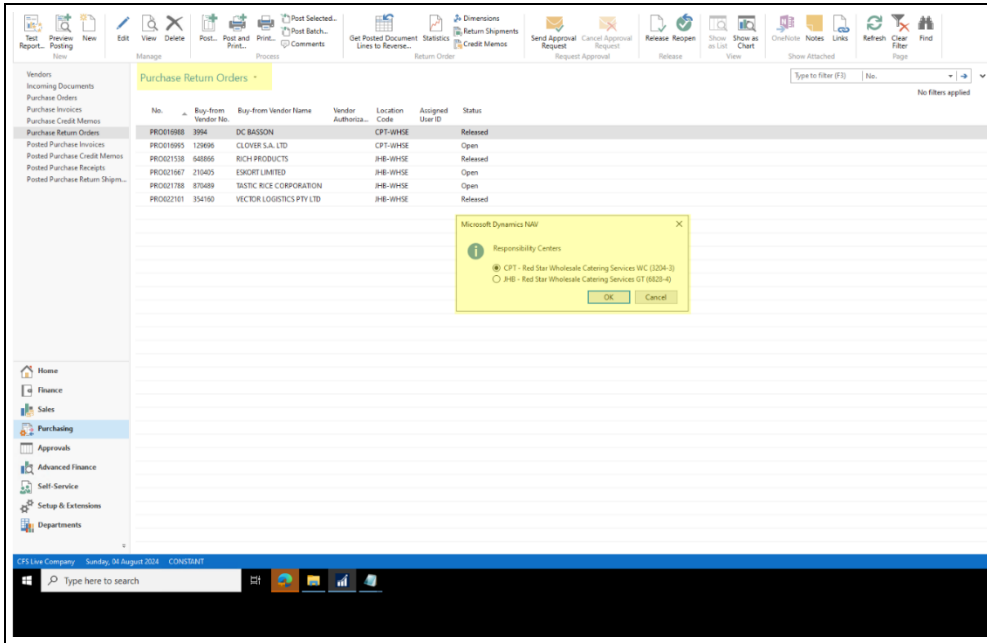 Test Report...
Preview Posting
New
Edit
View
Delete
Post...
Post and Print...
Print...
Post Selected...
Post Batch...
Comments
Get Posted Document Lines to Reverse...
Statistics
Dimensions
Return Shipments
Credit Memos
Send Approval Request
Cancel Approval Request
Release
Reopen
Show as List
Show as Chart
OneNote
Notes
Links
Refresh
Clear Filter
Find
New
Manage
Process
Return Order
Request Approval
Release
View
Show Attached
Page
Vendors
Incoming Documents
Purchase Orders
Purchase Invoices
Purchase Credit Memos
Purchase Return Orders
Posted Purchase Invoices
Posted Purchase Credit Memos
Posted Purchase Receipts
Posted Purchase Return Shipm...
Purchase Return Orders
Type to filter (F3)
No.
No filters applied
No. Buy-from Vendor No. Buy-from Vendor Name Vendor Authoriza... Location Code Assigned User ID Status
PRO016988 3994 DC BASSON CPT-WHSE Released
PRO016995 129696 CLOVER S.A. LTD CPT-WHSE Open
PRO021538 648866 RICH PRODUCTS JHB-WHSE Released
PRO021667 210405 ESKORT LIMITED JHB-WHSE Open
PRO021788 870489 TASTIC RICE CORPORATION JHB-WHSE Open
PRO022101 354160 VECTOR LOGISTICS PTY LTD JHB-WHSE Released
Microsoft Dynamics NAV
Responsibility Centers
CPT - Red Star Wholesale Catering Services WC (3204-3)
JHB - Red Star Wholesale Catering Services GT (6828-4)
OK
Cancel
Home
Finance
Sales
Purchasing
Approvals
Advanced Finance
Self-Service
Setup & Extensions
Departments
CFS Live Company Sunday, 04 August 2024 CONSTANT
Type here to search